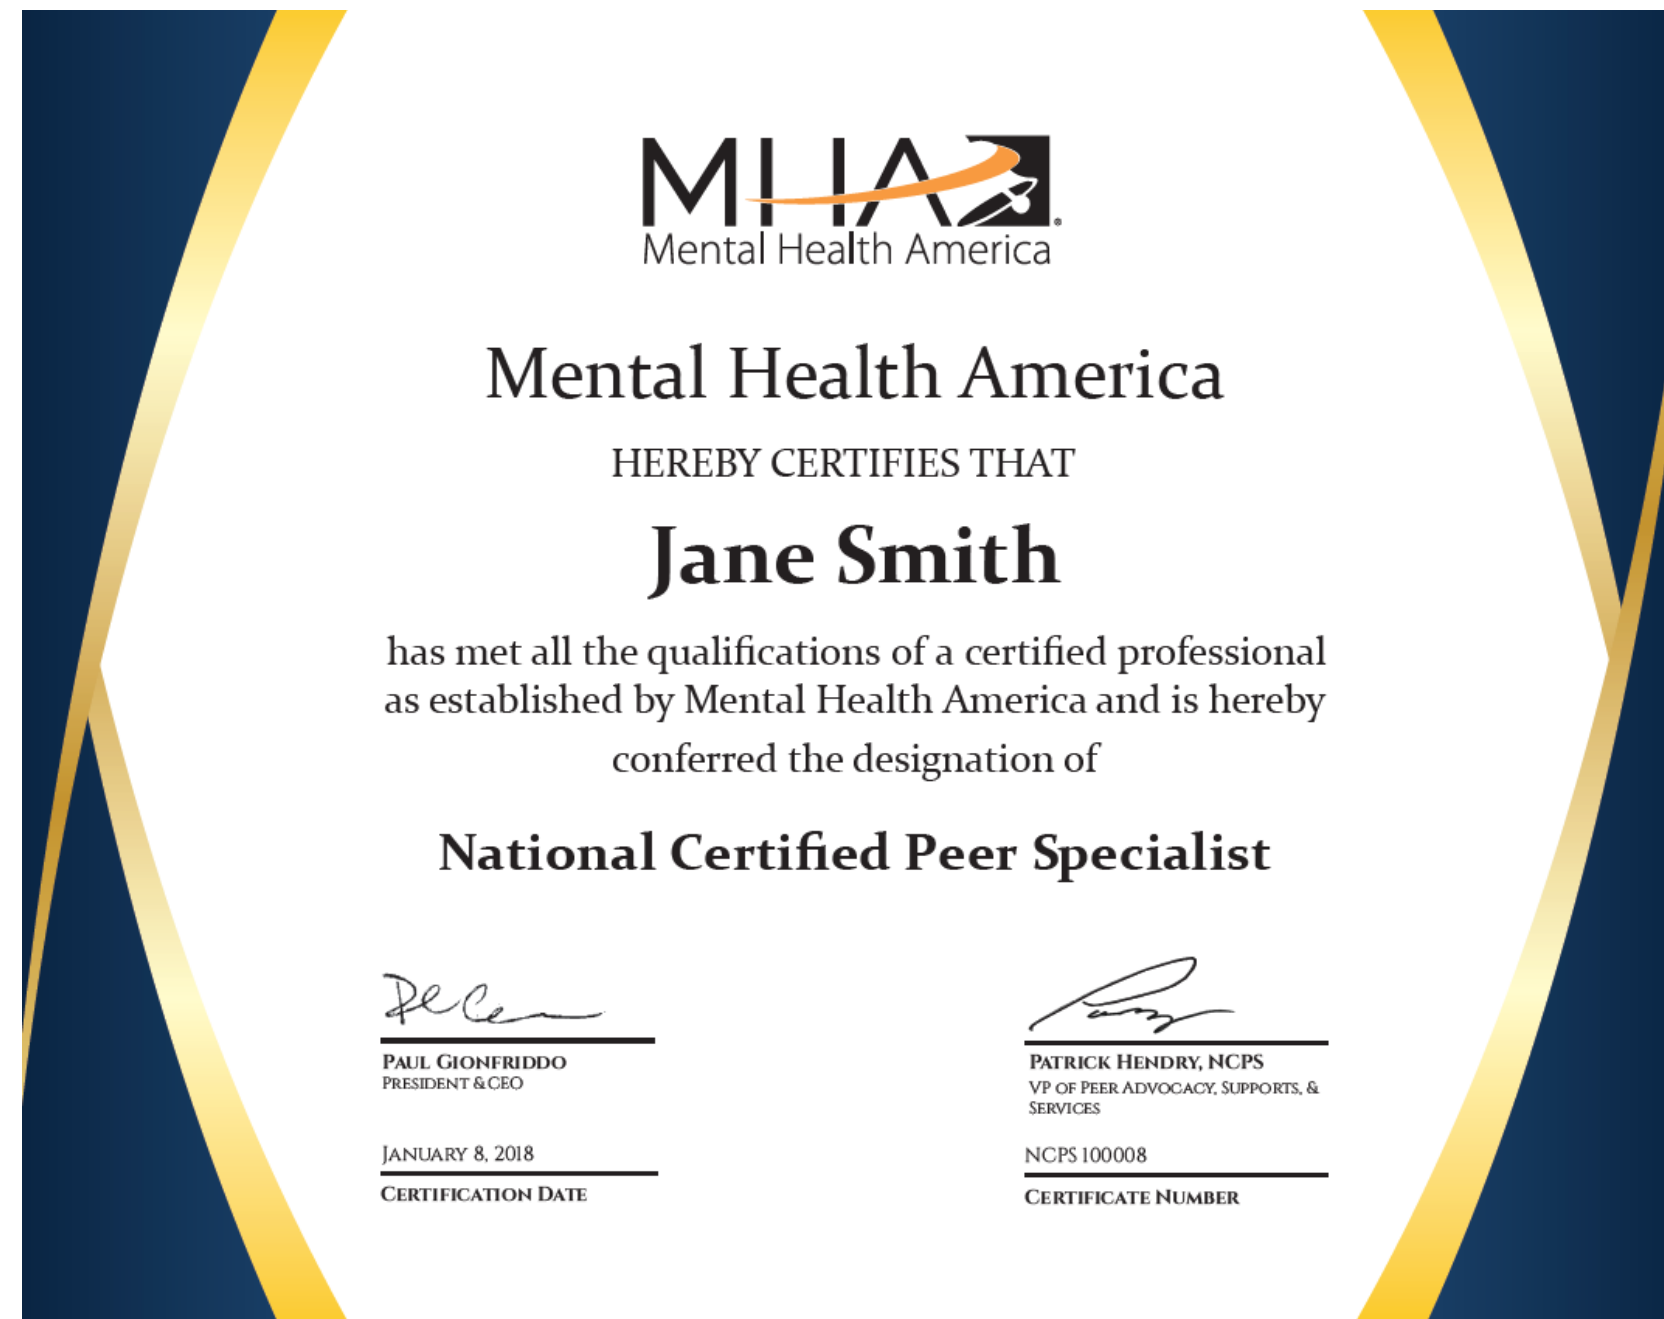 MHA
Mental Health America
Mental Health America
HEREBY CERTIFIES THAT
Jane Smith
has met all the qualifications of a certified professional
as established by Mental Health America and is hereby
conferred the designation of
National Certified Peer Specialist
PAUL GIONFRIDDO
PRESIDENT & CEO
JANUARY 8, 2018
CERTIFICATION DATE
PATRICK HENDRY, NCPS
VP OF PEER ADVOCACY, SUPPORTS, &
SERVICES
NCPS 100008
CERTIFICATE NUMBER